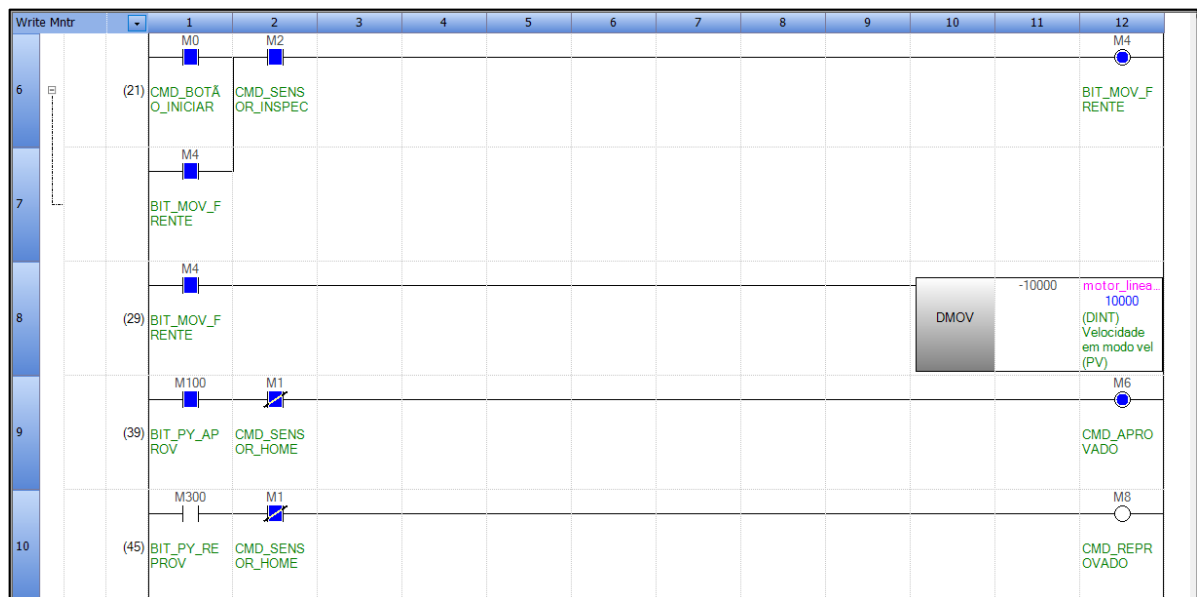 Write Mntr 1 2 3 4 5 6 7 8 9 10 11 12
M0 M2 M4
6 (21) CMD_BOTÃ CMD_SENS BIT_MOV_F
O_INICIAR OR_INSPEC RENTE
M4
7 BIT_MOV_F
RENTE
M4
-10000 motor_linea...
10000
8 (29) BIT_MOV_F DMOV (DINT)
RENTE Velocidade
em modo vel
(PV)
M100 M1 M6
9 (39) BIT_PY_AP CMD_SENS CMD_APRO
ROV OR_HOME VADO
M300 M1 M8
10 (45) BIT_PY_RE CMD_SENS CMD_REPR
PROV OR_HOME OVADO